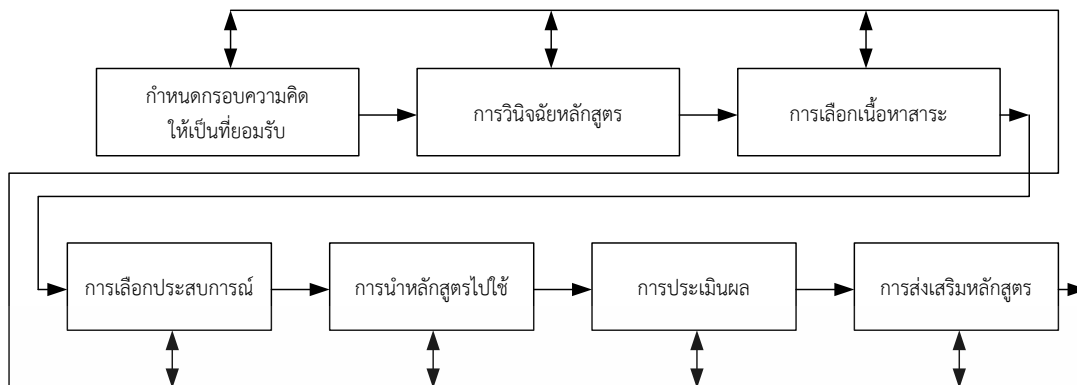 กำหนดกรอบความคิด
ให้เป็นที่ยอมรับ
การวินิจฉัยหลักสูตร
การเลือกเนื้อหาสาระ
การเลือกประสบการณ์
การนำหลักสูตรไปใช้
การประเมินผล
การส่งเสริมหลักสูตร